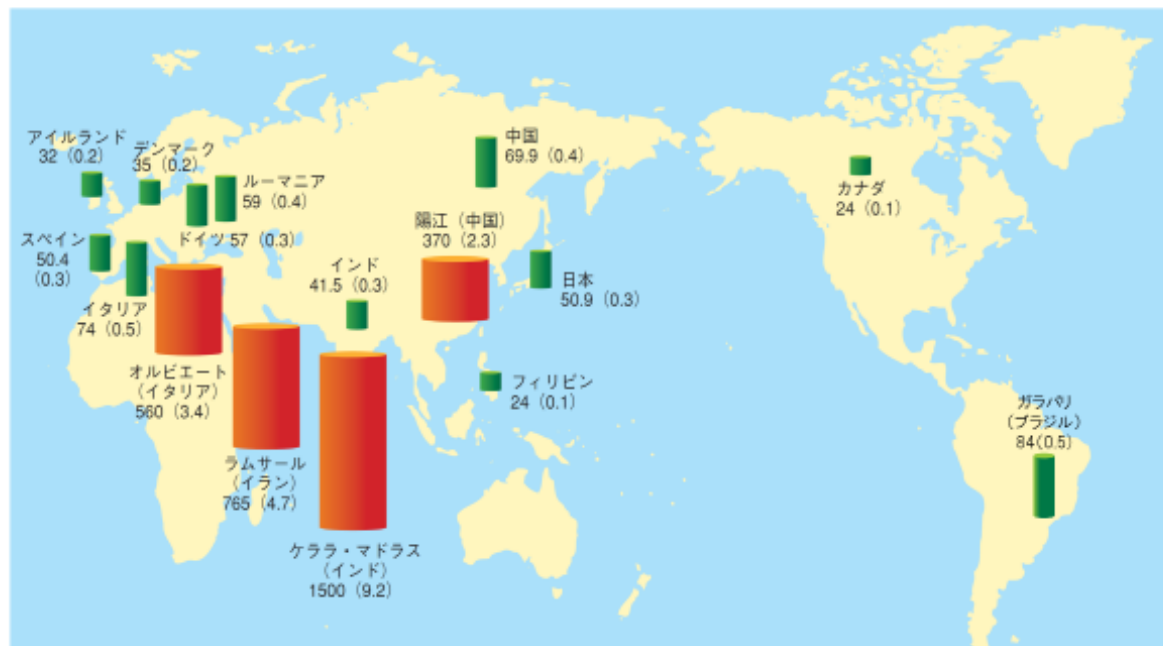 アイルランド
32（0.2）
デンマーク
35（0.2）
ルーマニア
59（0.4）
ドイツ 57（0.3）
スペイン
50.4
（0.3）
イタリア
74（0.5）
オルビエート
（イタリア）
560（3.4）
ラムサール
（イラン）
765（4.7）
インド
41.5（0.3）
ケララ・マドラス
（インド）
1500（9.2）
中国
69.9（0.4）
陽江（中国）
370（2.3）
日本
50.9（0.3）
フィリピン
24（0.1）
カナダ
24（0.1）
ガラパリ
（ブラジル）
84(0.5)